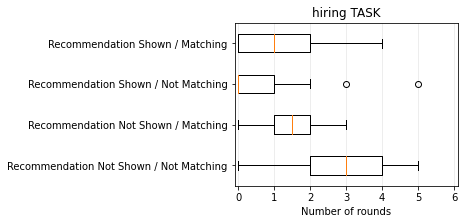 hiring TASK
Recommendation Shown / Matching
Recommendation Shown / Not Matching
Recommendation Not Shown / Matching
Recommendation Not Shown / Not Matching
0 1 2 3 4 5 6
Number of rounds